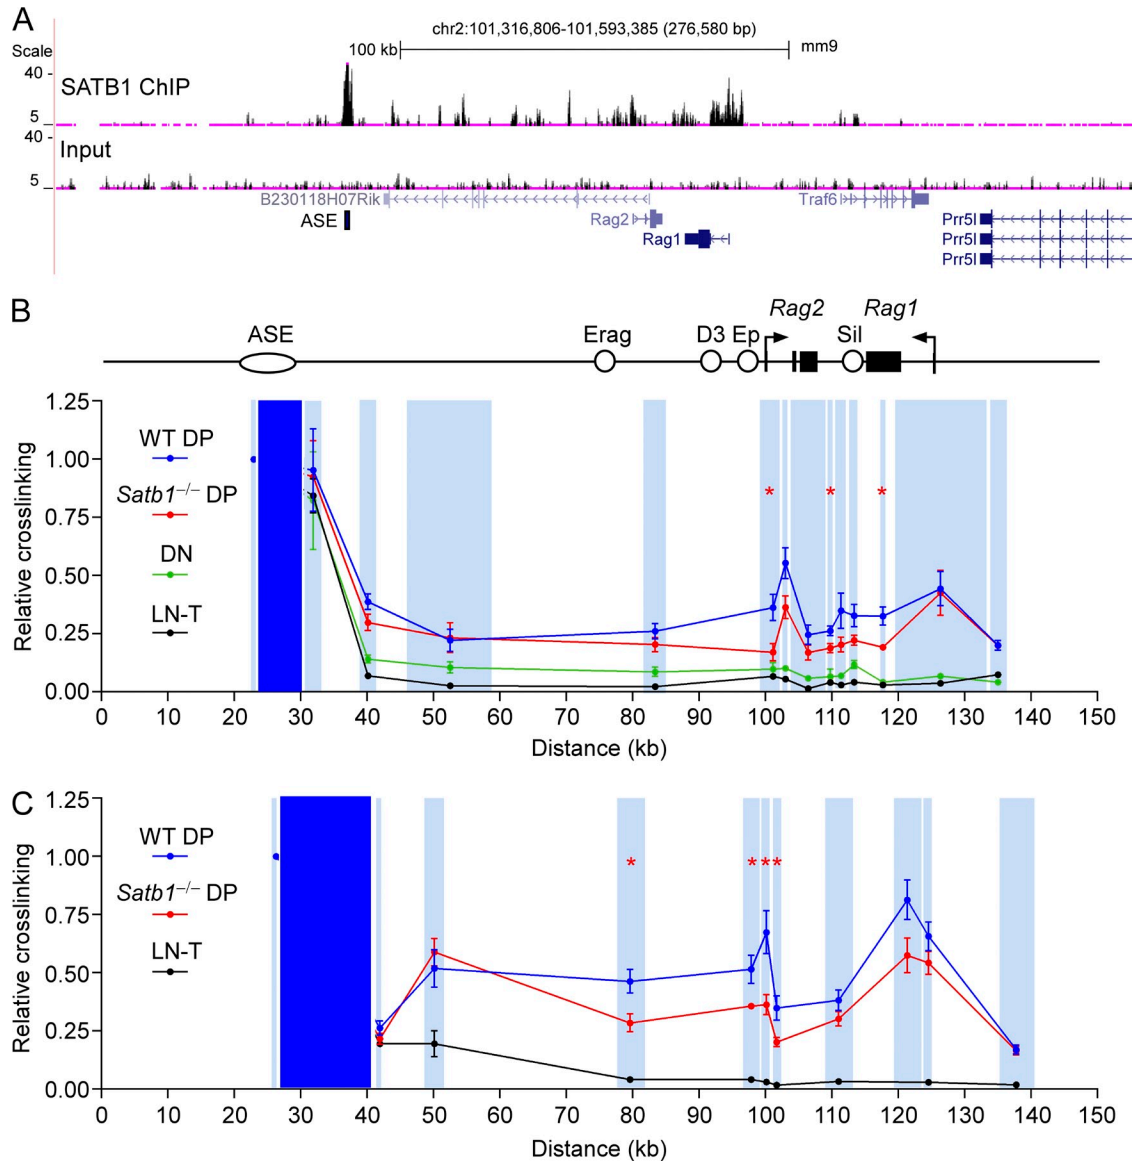 A
chr2:101,316,806-101,593,385 (276,580 bp)
Scale
100 kb
mm9
40 -
SATB1 ChIP
5
40 -
Input
5
B230118H07Rik
Traf6
ASE
Rag2
Prr5l
Rag1
Prr5l
Prr5l
B
Rag2
Rag1
ASE
Erag
D3
Ep
Sil
1.25
WT DP
1.00
Satb1−/− DP
* * *
0.75
DN
0.50
LN-T
0.25
0.00
Relative crosslinking
0 10 20 30 40 50 60 70 80 90 100 110 120 130 140 150
Distance (kb)
C
1.25
WT DP
1.00
* * * *
Satb1−/− DP
0.75
LN-T
0.50
0.25
0.00
Relative crosslinking
0 10 20 30 40 50 60 70 80 90 100 110 120 130 140 150
Distance (kb)